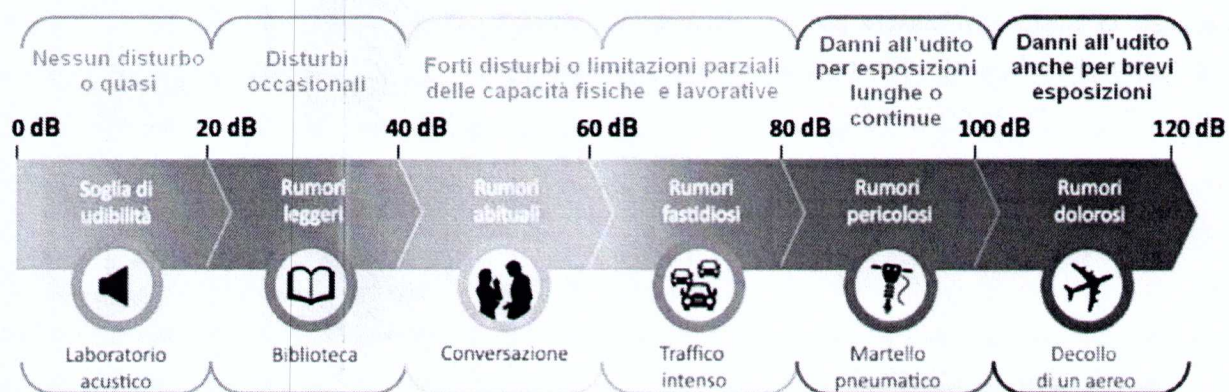 Nessun disturbo
o quasi
Disturbi
occasionali
Forti disturbi o limitazioni parziali
delle capacità fisiche e lavorative
Danni all'udito
per esposizioni
lunghe o
continue
Danni all'udito
anche per brevi
esposizioni
0 dB 20 dB 40 dB 60 dB 80 dB 100 dB 120 dB
Soglia di
udibilità
Rumori
leggeri
Rumori
abituali
Rumori
fastidiosi
Rumori
pericolosi
Rumori
dolorosi
Laboratorio
acustico
Biblioteca
Conversazione
Traffico
intenso
Martello
pneumatico
Decollo
di un aereo